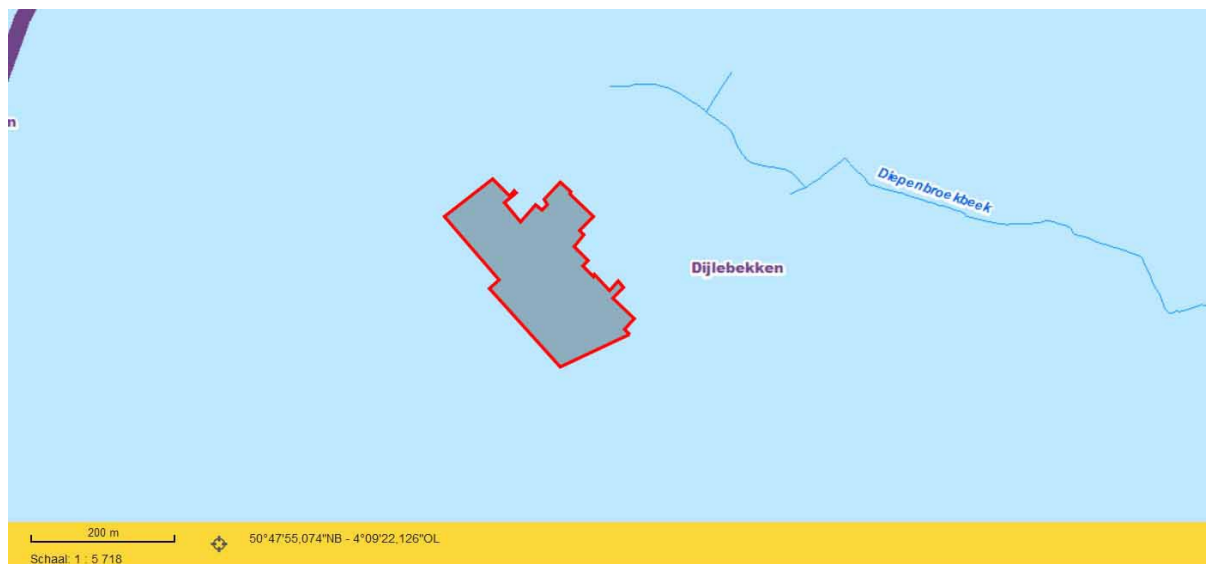 n
Diepenbroekbeek
Dijlebekken
200 m
50°47'55,074"NB - 4°09'22,126"OL
Schaal: 1 : 5 718